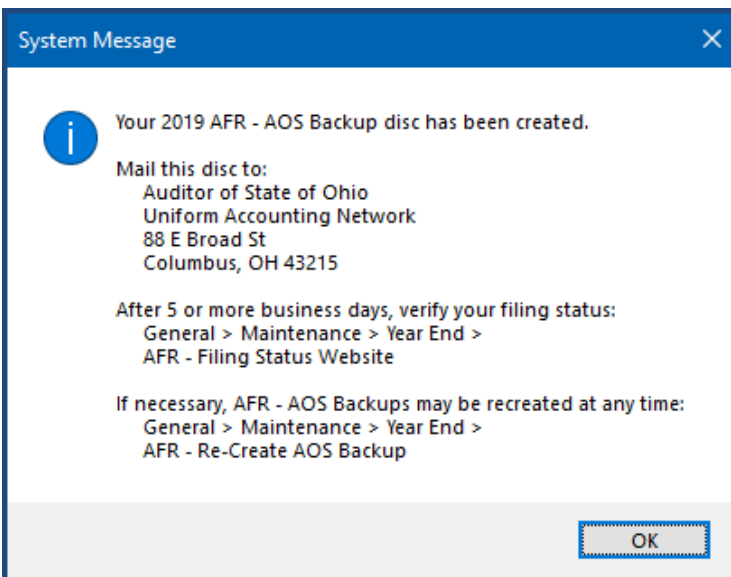 System Message
Your 2019 AFR - AOS Backup disc has been created.
Mail this disc to:
Auditor of State of Ohio
Uniform Accounting Network
88 E Broad St
Columbus, OH 43215
After 5 or more business days, verify your filing status:
General > Maintenance > Year End >
AFR - Filing Status Website
If necessary, AFR - AOS Backups may be recreated at any time:
General > Maintenance > Year End >
AFR - Re-Create AOS Backup
OK